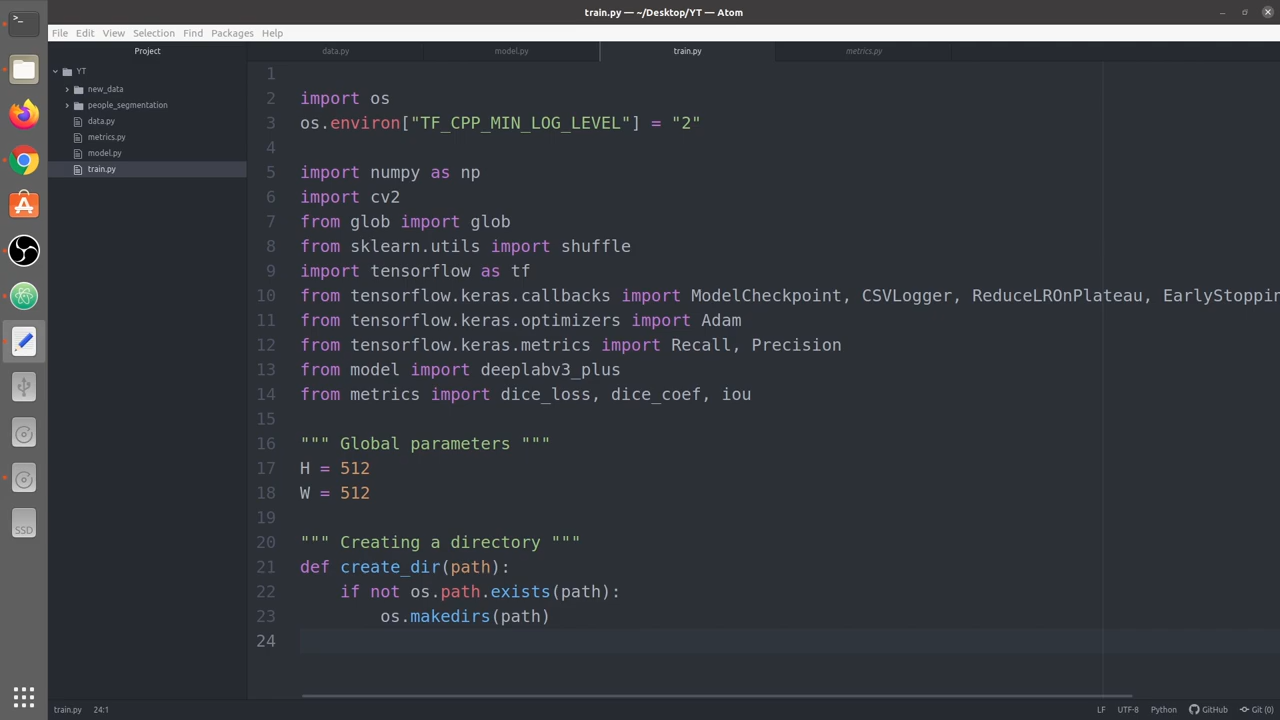 train.py — ~/Desktop/YT — Atom
File Edit View Selection Find Packages Help
Project
data.py
model.py
train.py
metrics.py
YT
new_data
people_segmentation
data.py
metrics.py
model.py
train.py
1
2 import os
3 os.environ["TF_CPP_MIN_LOG_LEVEL"] = "2"
4
5 import numpy as np
6 import cv2
7 from glob import glob
8 from sklearn.utils import shuffle
9 import tensorflow as tf
10 from tensorflow.keras.callbacks import ModelCheckpoint, CSVLogger, ReduceLROnPlateau, EarlyStoppin
11 from tensorflow.keras.optimizers import Adam
12 from tensorflow.keras.metrics import Recall, Precision
13 from model import deeplabv3_plus
14 from metrics import dice_loss, dice_coef, iou
15
16 """ Global parameters """
17 H = 512
18 W = 512
19
20 """ Creating a directory """
21 def create_dir(path):
22     if not os.path.exists(path):
23         os.makedirs(path)
24
SSD
train.py 24:1 LF UTF-8 Python GitHub Git (0)